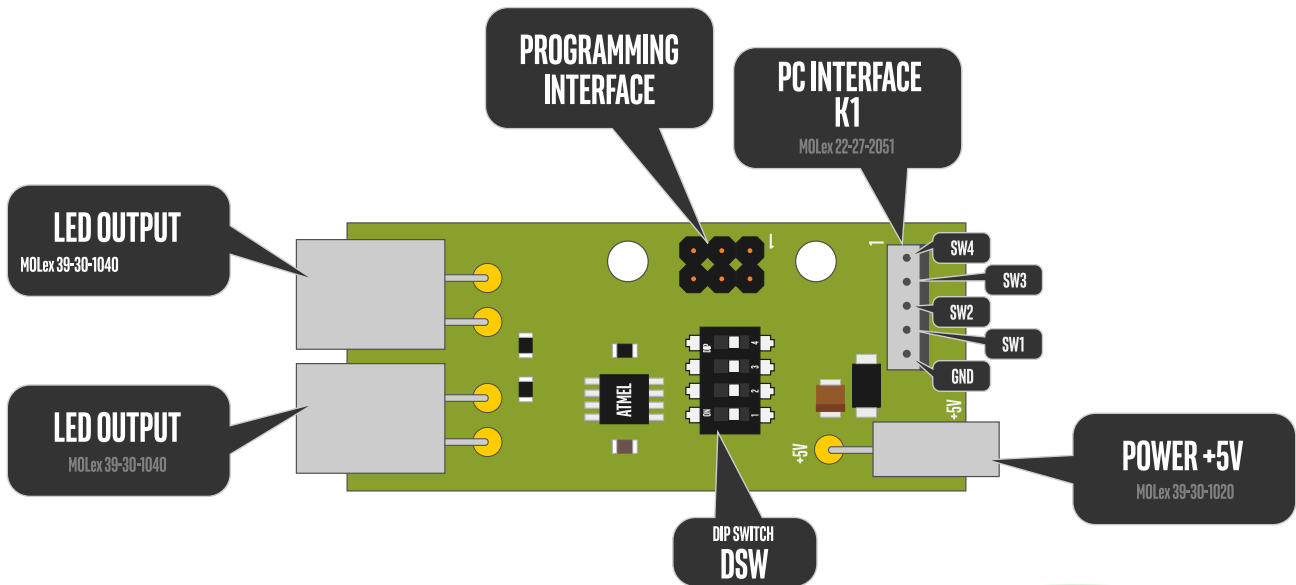 PROGRAMMING
INTERFACE
PC INTERFACE
K1
MOLex 22-27-2051
LED OUTPUT
MOLex 39-30-1040
1
1
SW4
SW3
SW2
SW1
GND
DIP
4
3
2
ON
1
ATMEL
LED OUTPUT
MOLex 39-30-1040
+5V
+5V
POWER +5V
MOLex 39-30-1020
DIP SWITCH
DSW